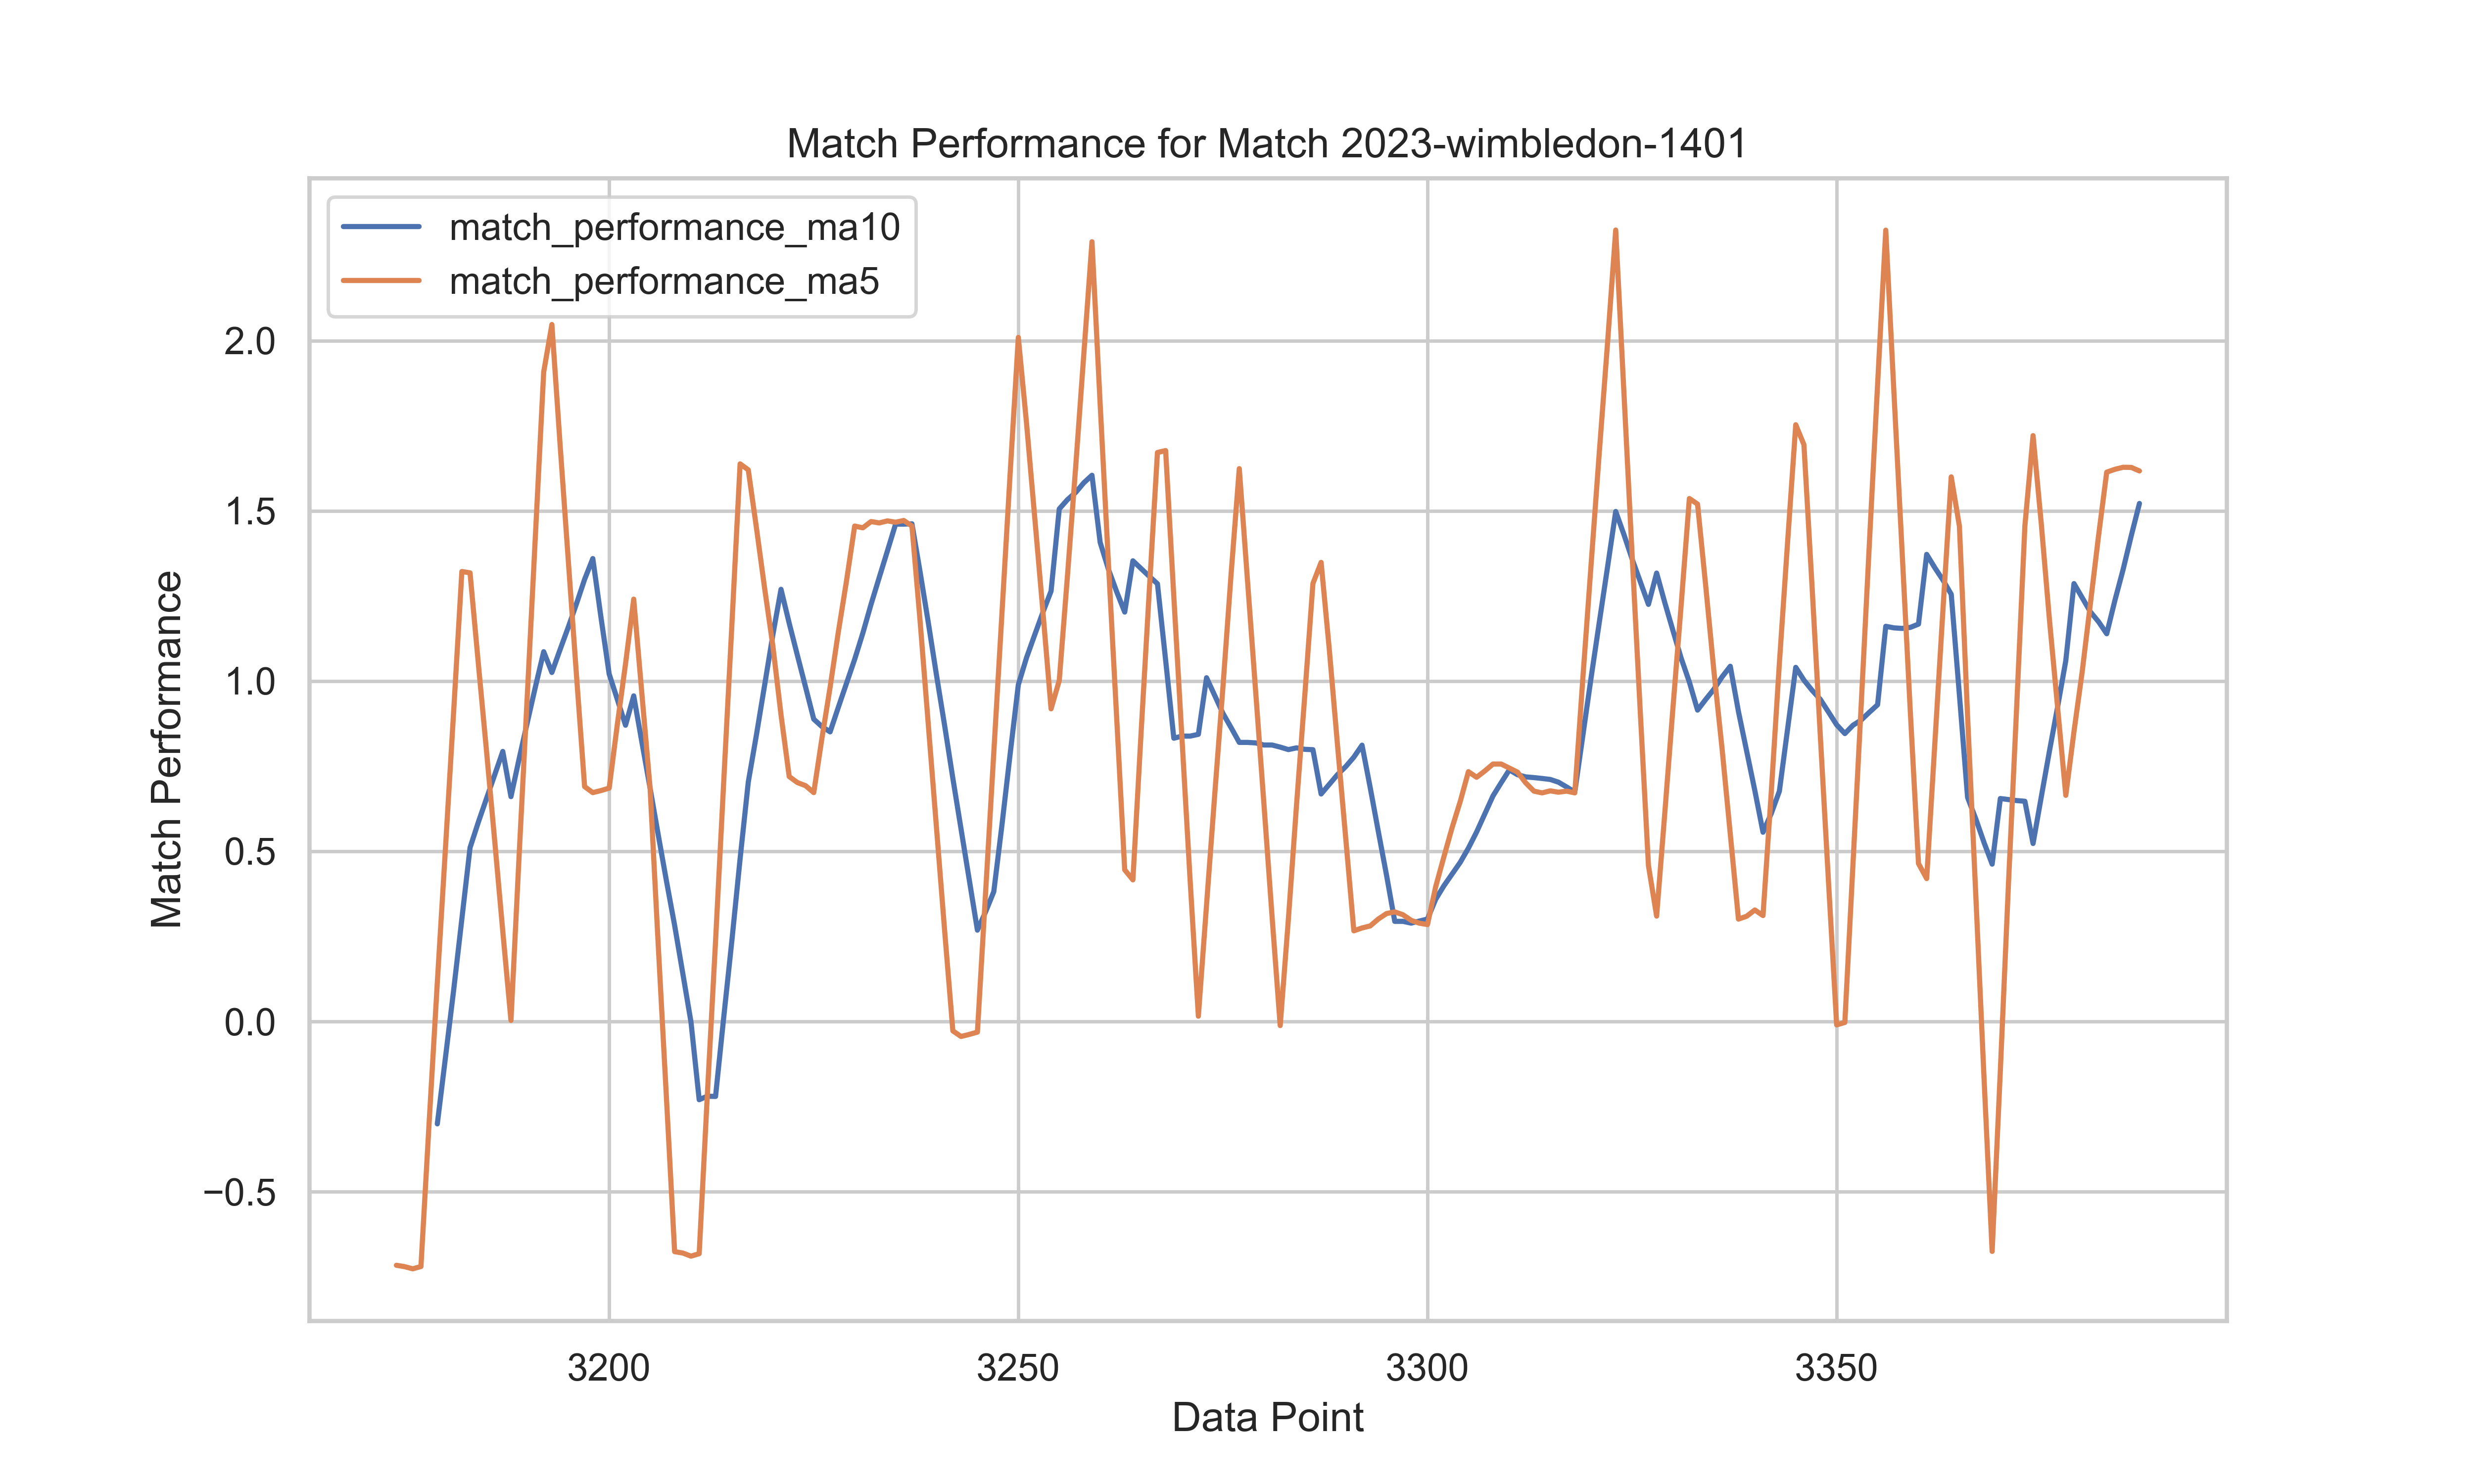 Match Performance for Match 2023-wimbledon-1401
match_performance_ma10
match_performance_ma5
2.0
1.5
1.0
0.5
0.0
−0.5
Match Performance
3200 3250 3300 3350
Data Point